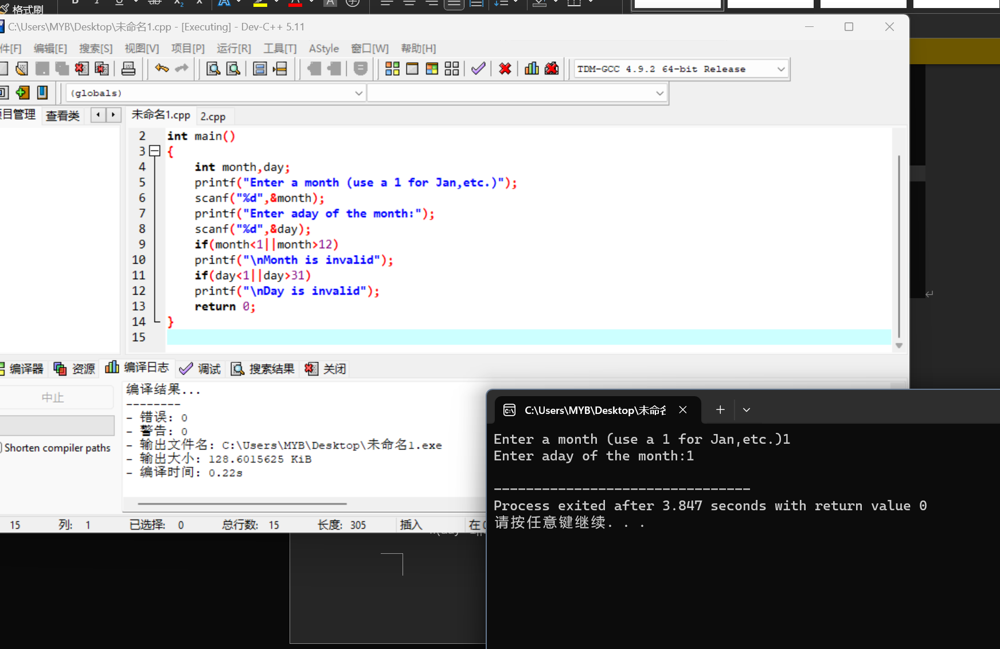 格式刷
C:\Users\MYB\Desktop\未命名1.cpp - [Executing] - Dev-C++ 5.11
件[F] 编辑[E] 搜索[S] 视图[V] 项目[P] 运行[R] 工具[T] AStyle 窗口[W] 帮助[H]
TDM-GCC 4.9.2 64-bit Release
(globals)
项目管理 查看类 未命名1.cpp 2.cpp
2 int main()
3 {
4 int month,day;
5 printf("Enter a month (use a 1 for Jan,etc.)");
6 scanf("%d",&month);
7 printf("Enter aday of the month:");
8 scanf("%d",&day);
9 if(month<1||month>12)
10 printf("\nMonth is invalid");
11 if(day<1||day>31)
12 printf("\nDay is invalid");
13 return 0;
14 }
15
编译器 资源 编译日志 调试 搜索结果 关闭
中止
Shorten compiler paths
编译结果...
--------
- 错误: 0
- 警告: 0
- 输出文件名: C:\Users\MYB\Desktop\未命名1.exe
- 输出大小: 128.6015625 KiB
- 编译时间: 0.22s
15 列: 1 已选择: 0 总行数: 15 长度: 305 插入 在
C:\Users\MYB\Desktop\未命名
Enter a month (use a 1 for Jan,etc.)1
Enter aday of the month:1
--------------------------------
Process exited after 3.847 seconds with return value 0
请按任意键继续. . .